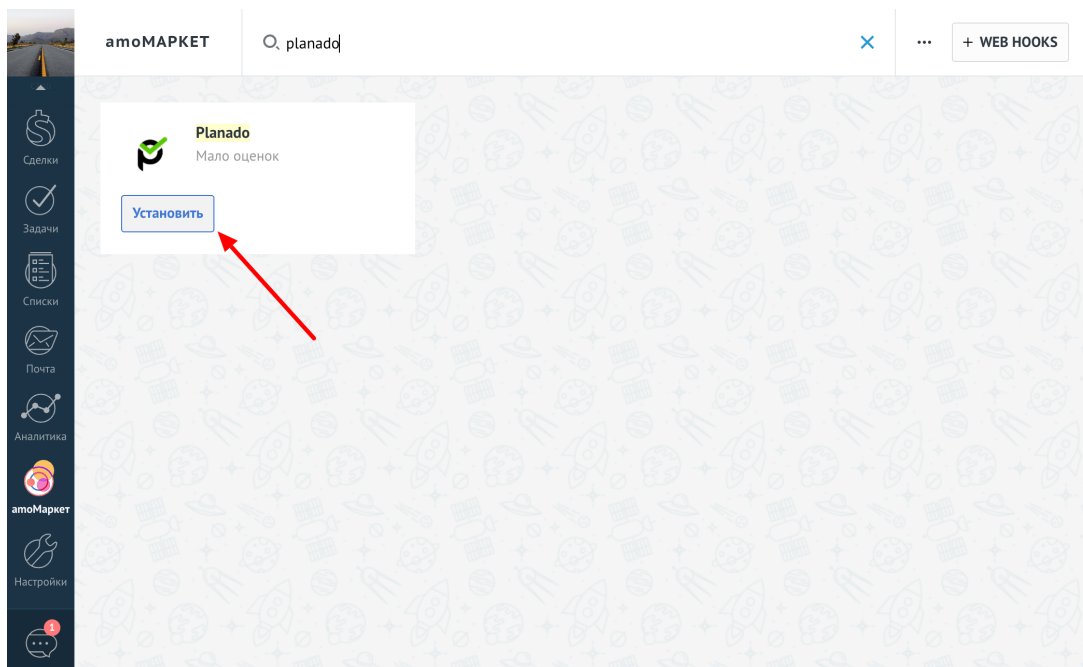 amoМАРКЕТ
planado
WEB HOOKS
Сделки
Задачи
Списки
Почта
Аналитика
amoМаркет
Настройки
1
Planado
Мало оценок
Установить